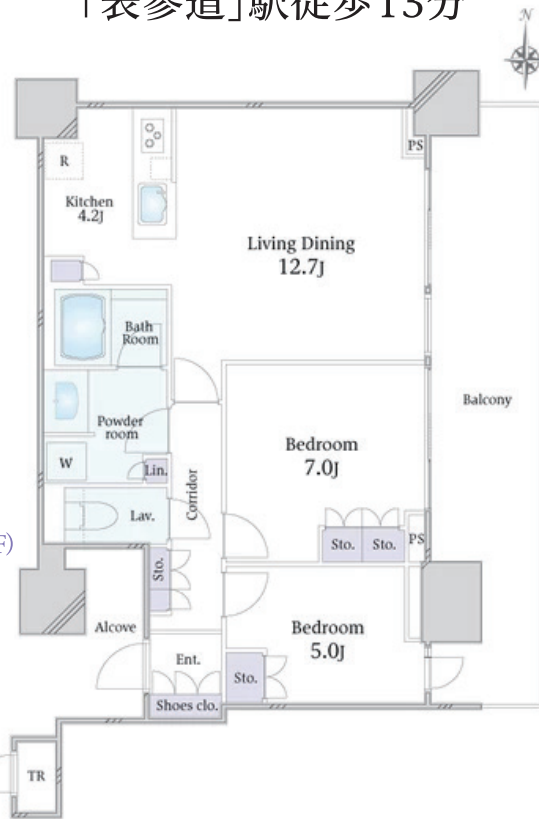 「表参道」駅徒歩15分
N
R
PS
Kitchen
4.2J
Living Dining
12.7J
Bath
Room
Balcony
Powder
room
Bedroom
7.0J
W
Lin.
Corridor
Lav.
F)
Sto.
Sto.
PS
Sto.
Alcove
Bedroom
5.0J
Ent.
Sto.
Shoes clo.
TR